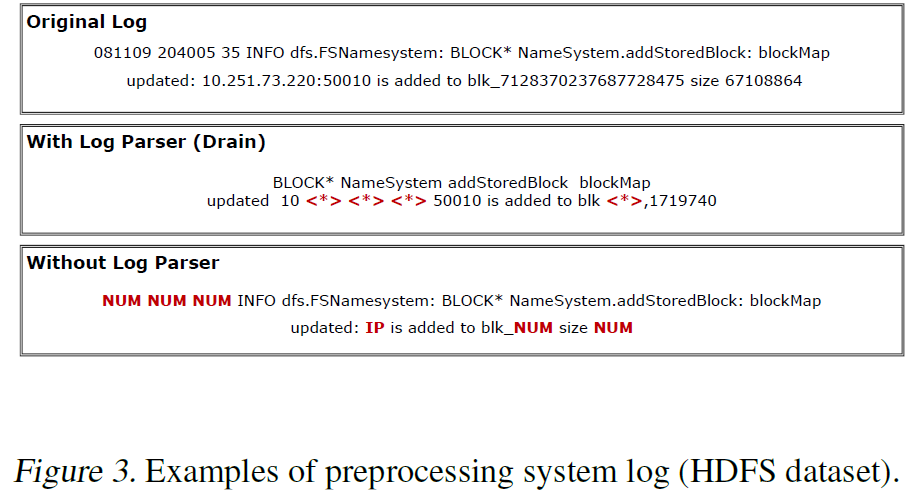 Original Log
081109 204005 35 INFO dfs.FSNamesystem: BLOCK* NameSystem.addStoredBlock: blockMap
updated: 10.251.73.220:50010 is added to blk_7128370237687728475 size 67108864
With Log Parser (Drain)
BLOCK* NameSystem addStoredBlock  blockMap
updated  10 <*> <*> <*> 50010 is added to blk <*>,1719740
Without Log Parser
NUM NUM NUM INFO dfs.FSNamesystem: BLOCK* NameSystem.addStoredBlock: blockMap
updated: IP is added to blk_NUM size NUM
Figure 3. Examples of preprocessing system log (HDFS dataset).